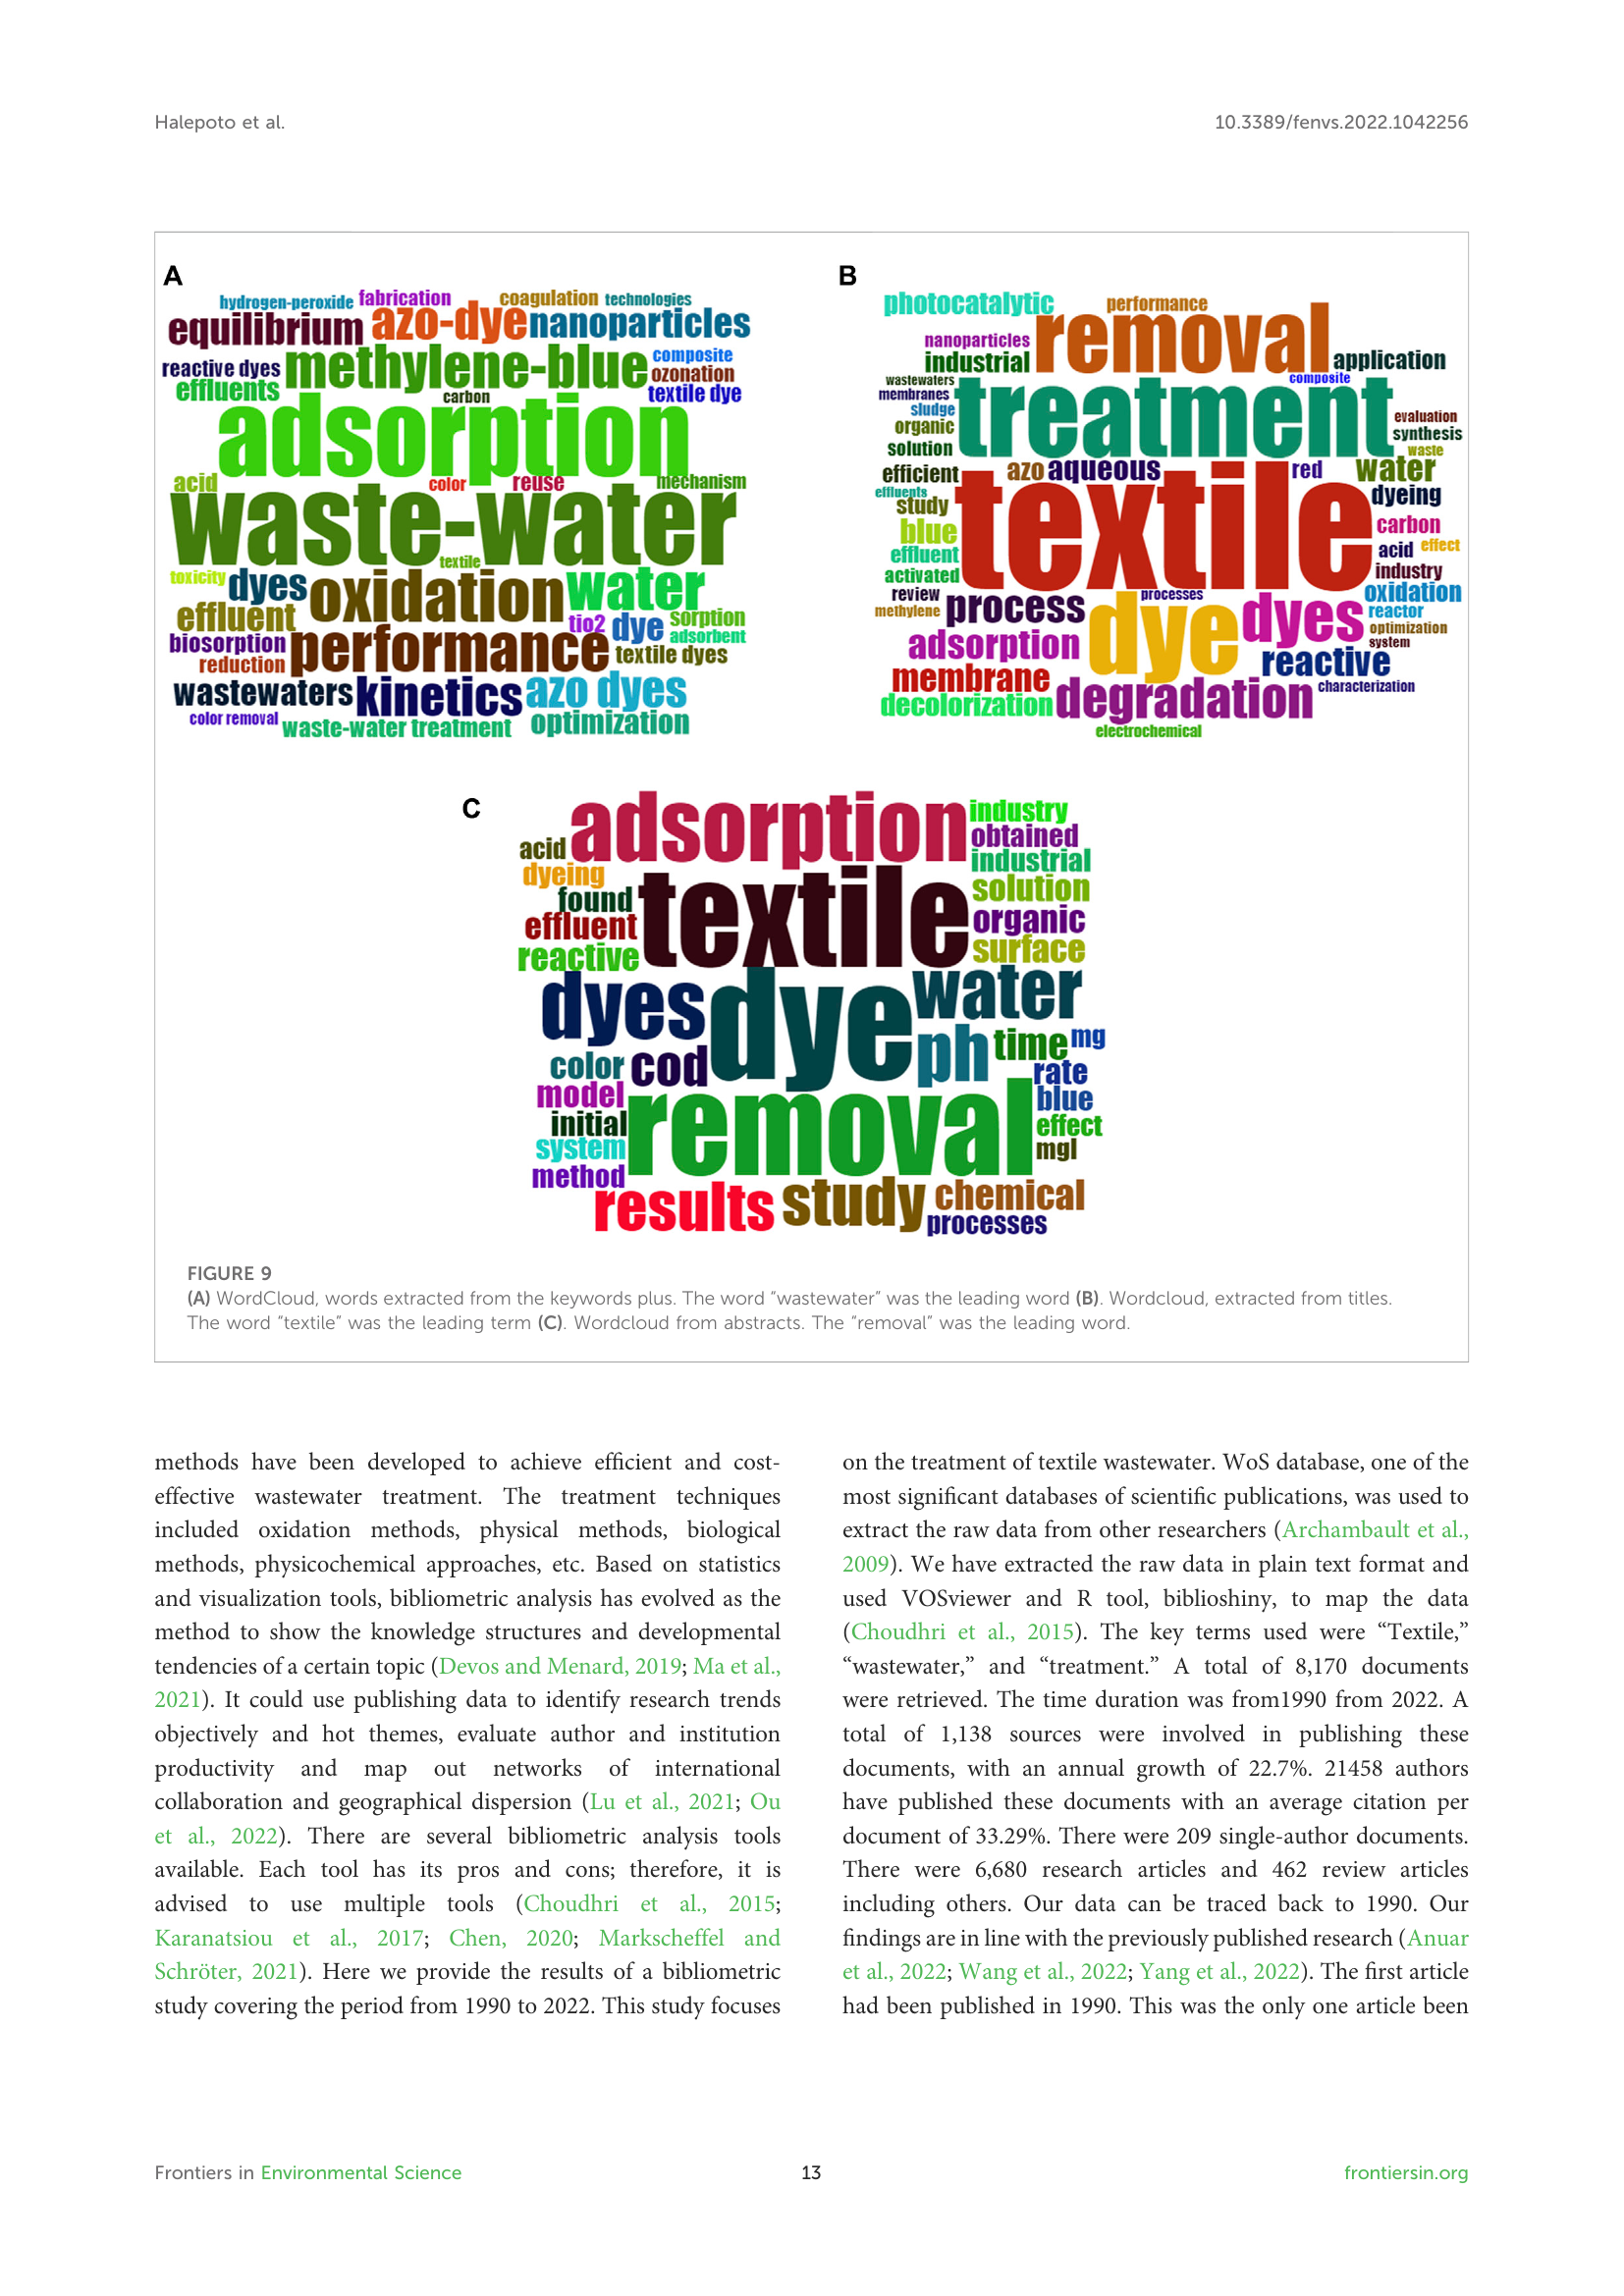 Halepoto et al.
10.3389/fenvs.2022.1042256
A
hydrogen-peroxide fabrication coagulation technologies
equilibrium azo-dye nanoparticles
reactive dyes methylene-blue composite
ozonation
effluents carbon textile dye
adsorption
acid color reuse mechanism
waste-water
textile
toxicity dyes oxidation water
effluent tio2 dye sorption
biosorption performance adsorbent
reduction textile dyes
wastewaters kinetics azo dyes
color removal waste-water treatment optimization
B
photocatalytic performance
nanoparticles removal
industrial application
wastewaters composite
membranes treatment
sludge evaluation
organic synthesis
solution waste
efficient azo aqueous red water
effluents textile dyeing
study
blue carbon
effluent acid effect
activated industry
review processes oxidation
methylene process dye dyes reactor
optimization
adsorption system
membrane reactive
decolorization degradation characterization
electrochemical
C
adsorption industry
obtained
acid industrial
dyeing textile solution
found
effluent organic
reactive surface
dyes dye water
ph time mg
color cod rate
model removal blue
initial effect
system mgl
method
results study chemical
processes
FIGURE 9
(A) WordCloud, words extracted from the keywords plus. The word “wastewater” was the leading word (B). Wordcloud, extracted from titles.
The word “textile” was the leading term (C). Wordcloud from abstracts. The “removal” was the leading word.
methods have been developed to achieve efficient and cost-
effective wastewater treatment. The treatment techniques
included oxidation methods, physical methods, biological
methods, physicochemical approaches, etc. Based on statistics
and visualization tools, bibliometric analysis has evolved as the
method to show the knowledge structures and developmental
tendencies of a certain topic (Devos and Menard, 2019; Ma et al.,
2021). It could use publishing data to identify research trends
objectively and hot themes, evaluate author and institution
productivity and map out networks of international
collaboration and geographical dispersion (Lu et al., 2021; Ou
et al., 2022). There are several bibliometric analysis tools
available. Each tool has its pros and cons; therefore, it is
advised to use multiple tools (Choudhri et al., 2015;
Karanatsiou et al., 2017; Chen, 2020; Markscheffel and
Schröter, 2021). Here we provide the results of a bibliometric
study covering the period from 1990 to 2022. This study focuses
on the treatment of textile wastewater. WoS database, one of the
most significant databases of scientific publications, was used to
extract the raw data from other researchers (Archambault et al.,
2009). We have extracted the raw data in plain text format and
used VOSviewer and R tool, biblioshiny, to map the data
(Choudhri et al., 2015). The key terms used were “Textile,”
“wastewater,” and “treatment.” A total of 8,170 documents
were retrieved. The time duration was from1990 from 2022. A
total of 1,138 sources were involved in publishing these
documents, with an annual growth of 22.7%. 21458 authors
have published these documents with an average citation per
document of 33.29%. There were 209 single-author documents.
There were 6,680 research articles and 462 review articles
including others. Our data can be traced back to 1990. Our
findings are in line with the previously published research (Anuar
et al., 2022; Wang et al., 2022; Yang et al., 2022). The first article
had been published in 1990. This was the only one article been
Frontiers in Environmental Science
13
frontiersin.org